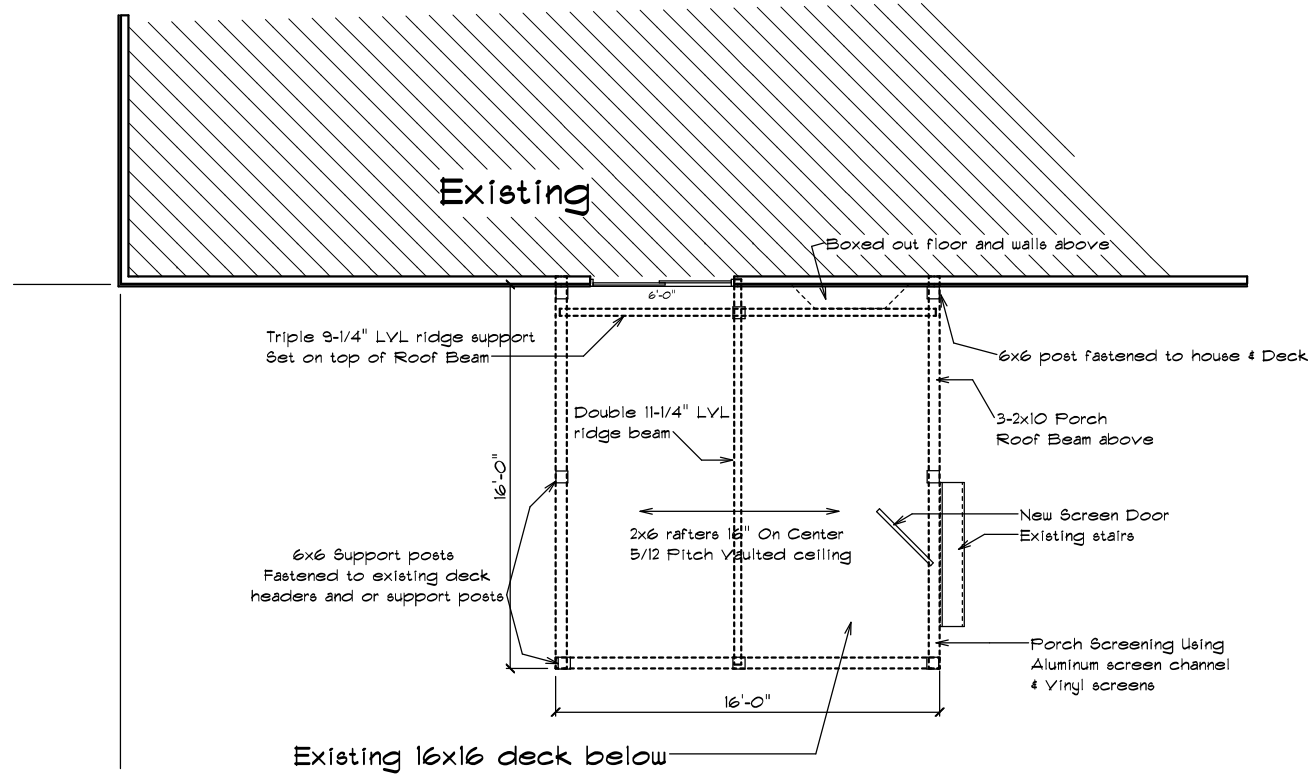 Existing
Boxed out floor and walls above
6'-0"
Triple 9-1/4" LVL ridge support
Set on top of Roof Beam
6x6 post fastened to house & Deck
Double 11-1/4" LVL
ridge beam
3-2x10 Porch
Roof Beam above
16'-0"
2x6 rafters 16" On Center
5/12 Pitch Vaulted ceiling
New Screen Door
Existing stairs
6x6 Support posts
Fastened to existing deck
headers and or support posts
Porch Screening Using
Aluminum screen channel
& Vinyl screens
16'-0"
Existing 16x16 deck below